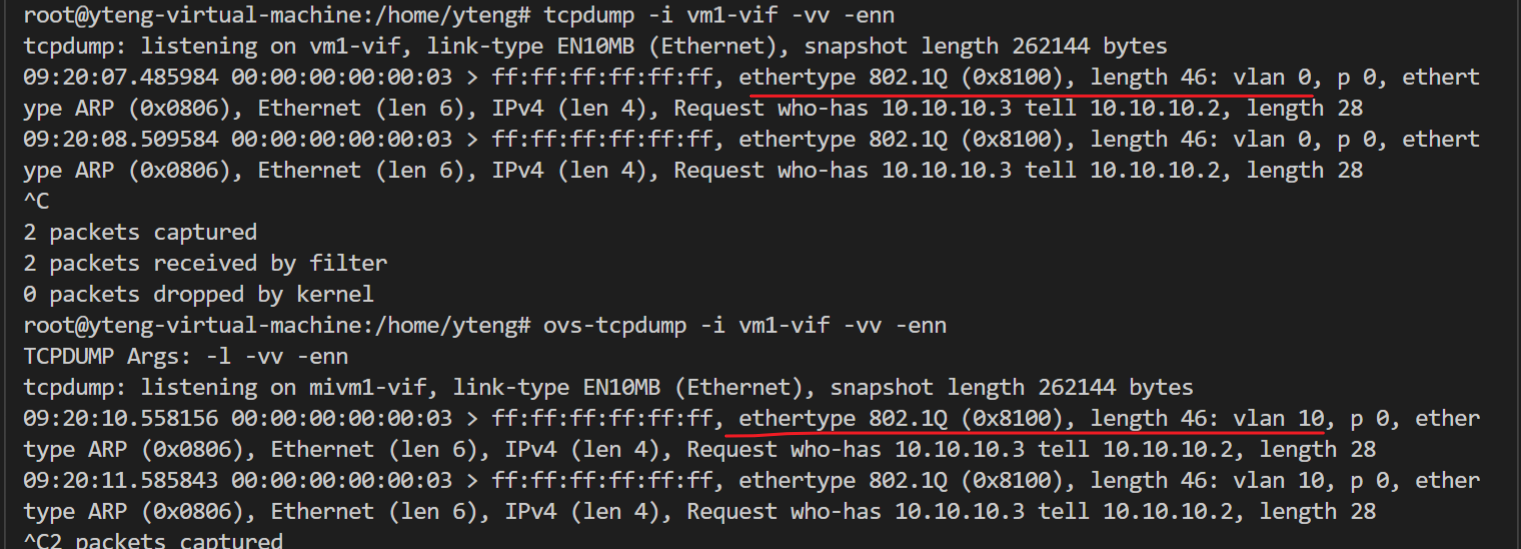 root@yteng-virtual-machine:/home/yteng# tcpdump -i vm1-vif -vv -enn
tcpdump: listening on vm1-vif, link-type EN10MB (Ethernet), snapshot length 262144 bytes
09:20:07.485984 00:00:00:00:00:03 > ff:ff:ff:ff:ff:ff, ethertype 802.1Q (0x8100), length 46: vlan 0, p 0, ethert
ype ARP (0x0806), Ethernet (len 6), IPv4 (len 4), Request who-has 10.10.10.3 tell 10.10.10.2, length 28
09:20:08.509584 00:00:00:00:00:03 > ff:ff:ff:ff:ff:ff, ethertype 802.1Q (0x8100), length 46: vlan 0, p 0, ethert
ype ARP (0x0806), Ethernet (len 6), IPv4 (len 4), Request who-has 10.10.10.3 tell 10.10.10.2, length 28
^C
2 packets captured
2 packets received by filter
0 packets dropped by kernel
root@yteng-virtual-machine:/home/yteng# ovs-tcpdump -i vm1-vif -vv -enn
TCPDUMP Args: -l -vv -enn
tcpdump: listening on mivm1-vif, link-type EN10MB (Ethernet), snapshot length 262144 bytes
09:20:10.558156 00:00:00:00:00:03 > ff:ff:ff:ff:ff:ff, ethertype 802.1Q (0x8100), length 46: vlan 10, p 0, ether
type ARP (0x0806), Ethernet (len 6), IPv4 (len 4), Request who-has 10.10.10.3 tell 10.10.10.2, length 28
09:20:11.585843 00:00:00:00:00:03 > ff:ff:ff:ff:ff:ff, ethertype 802.1Q (0x8100), length 46: vlan 10, p 0, ether
type ARP (0x0806), Ethernet (len 6), IPv4 (len 4), Request who-has 10.10.10.3 tell 10.10.10.2, length 28
^C2 packets captured